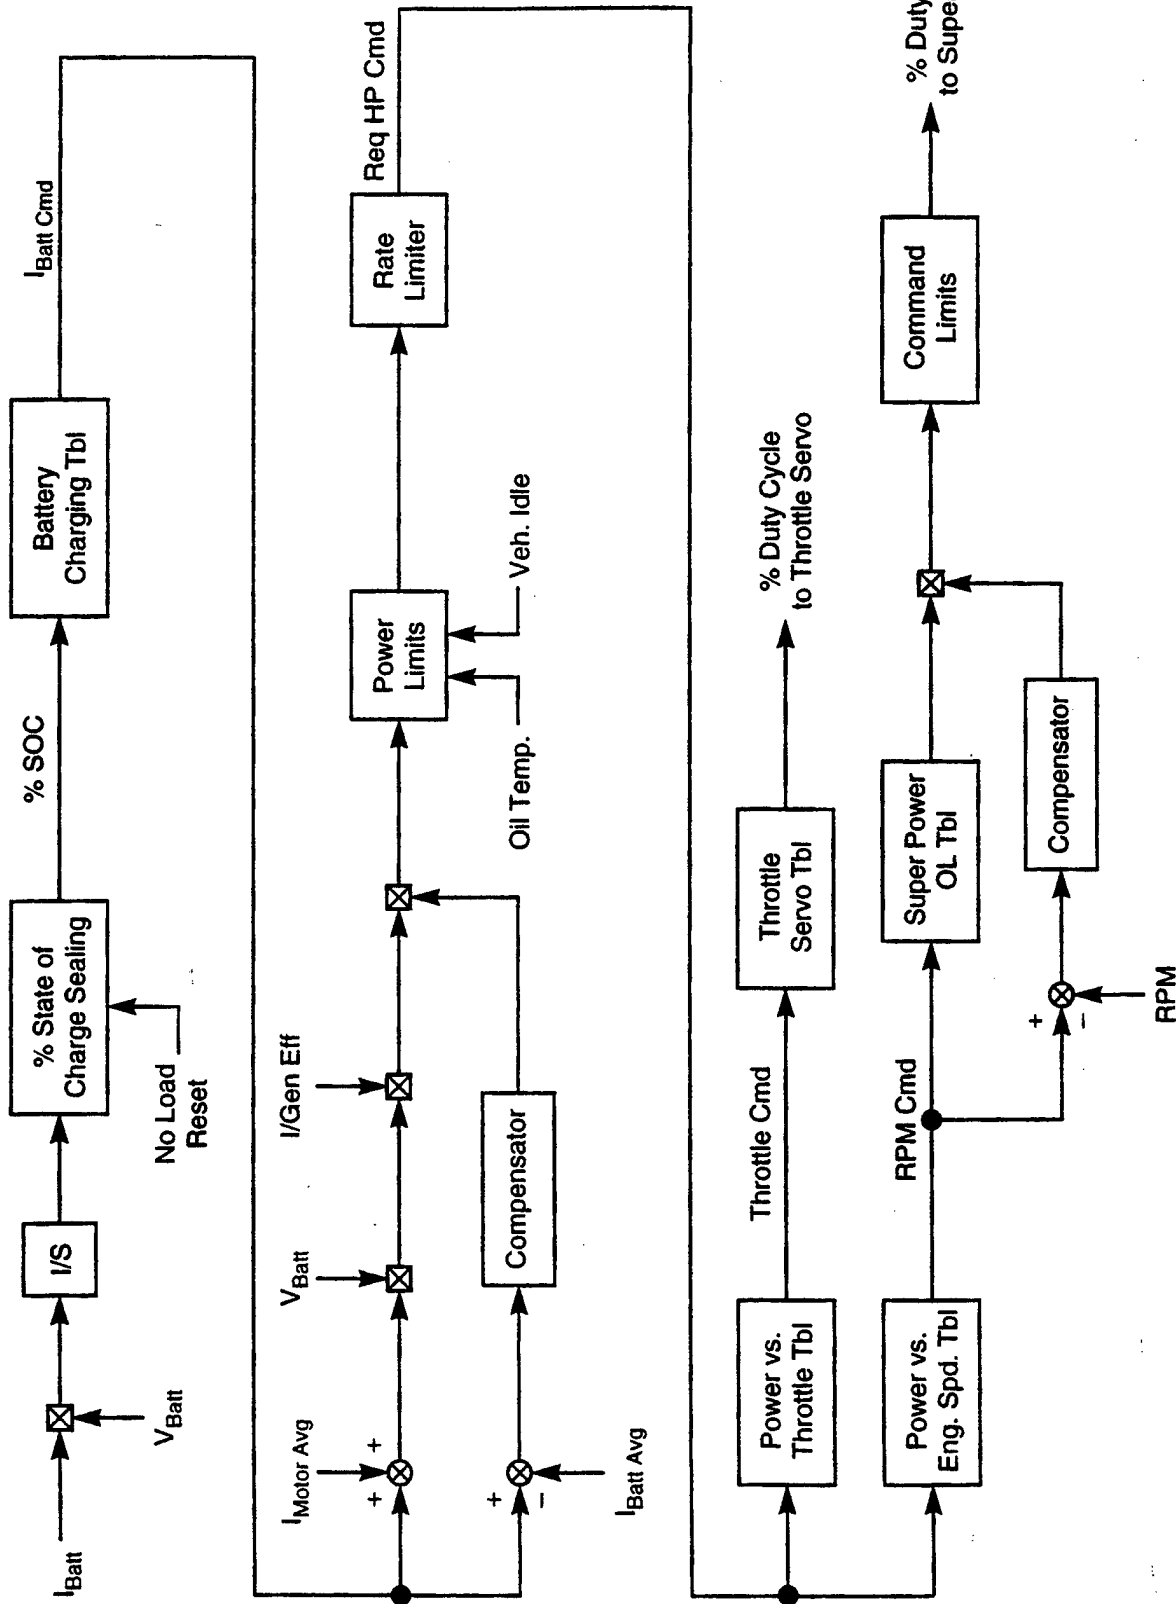 I_Batt
V_Batt
I/S
% State of
Charge Sealing
No Load
Reset
% SOC
Battery
Charging Tbl
I_Batt Cmd
I_Motor Avg
+
+
V_Batt
I/Gen Eff
+
−
I_Batt Avg
Compensator
Power
Limits
Oil Temp.
Veh. Idle
Rate
Limiter
Req HP Cmd
Power vs.
Throttle Tbl
Throttle Cmd
Throttle
Servo Tbl
% Duty Cycle
to Throttle Servo
Power vs.
Eng. Spd. Tbl
RPM Cmd
Super Power
OL Tbl
+
−
RPM
Compensator
Command
Limits
% Duty
to Supe